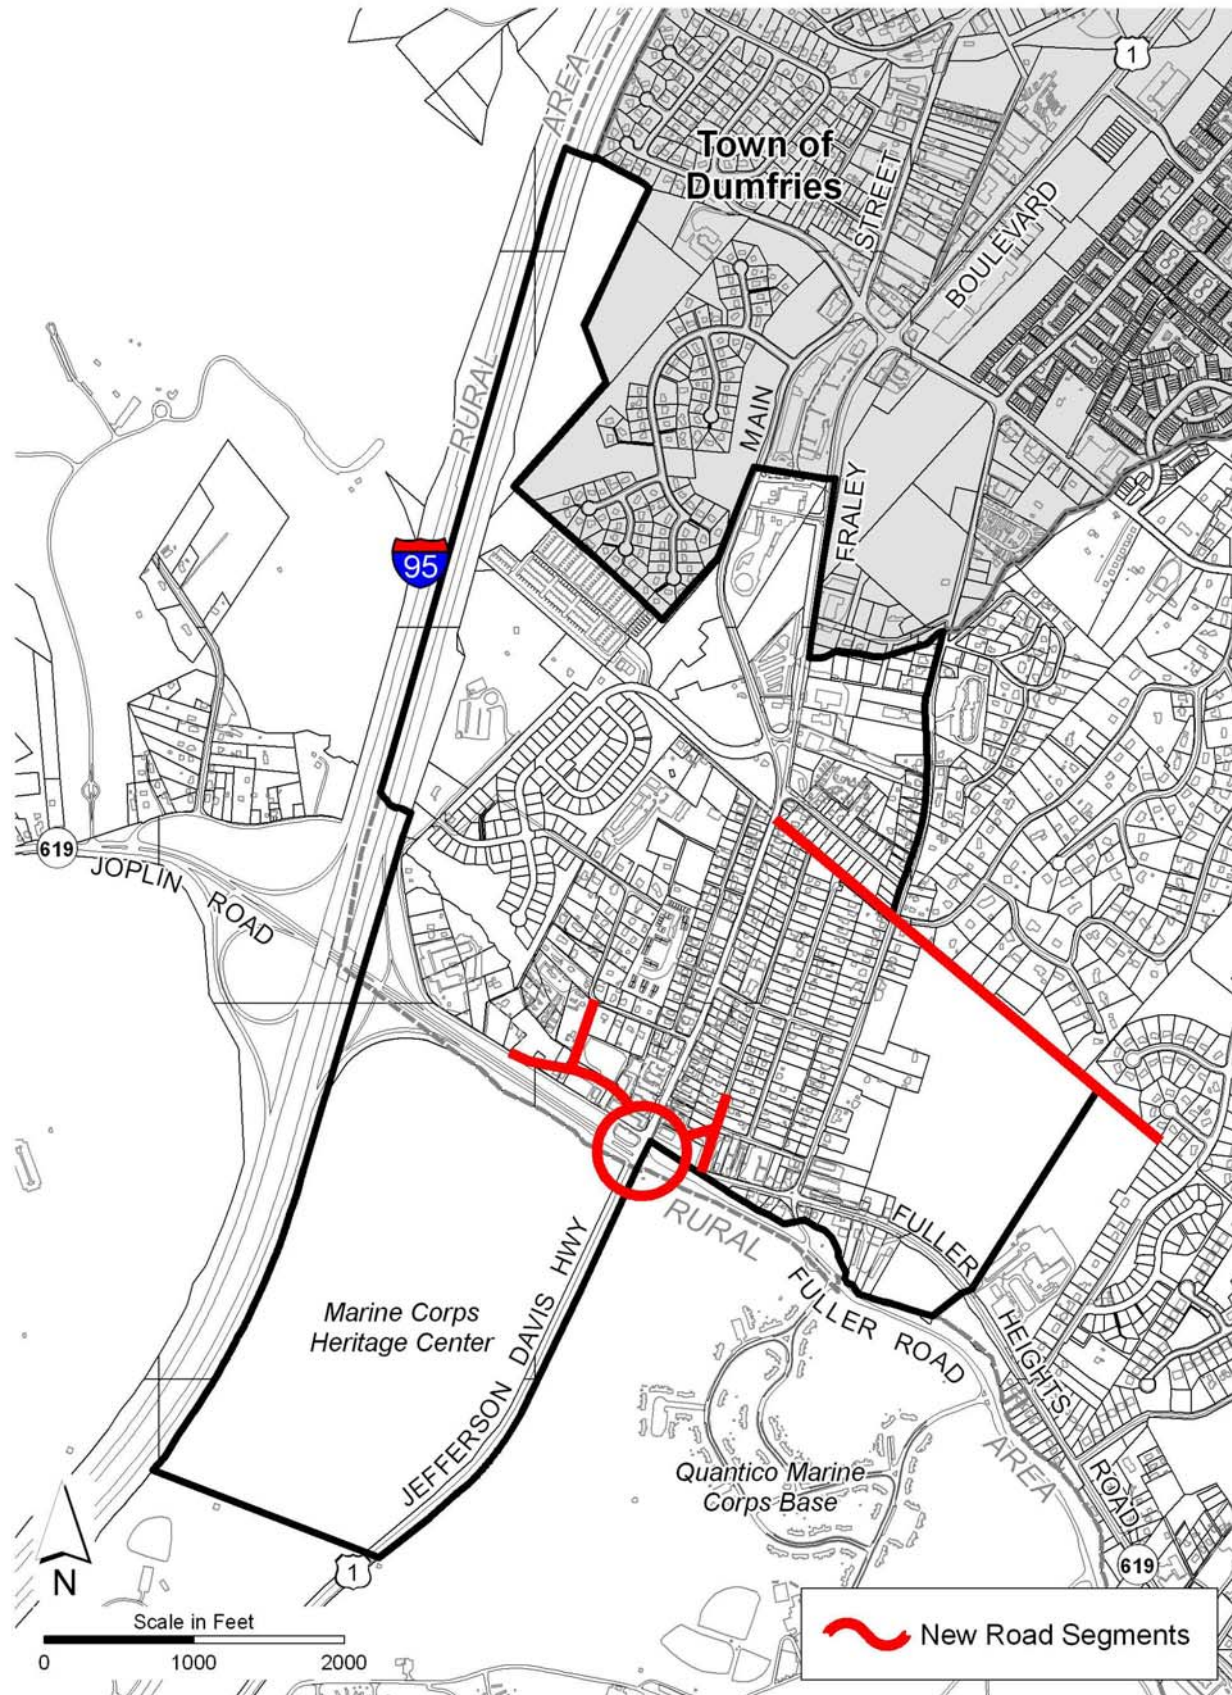 1
AREA
Town of
Dumfries
STREET
BOULEVARD
RURAL
MAIN
FRALEY
95
619
JOPLIN ROAD
RURAL
FULLER
HEIGHTS
ROAD
FULLER ROAD
Marine Corps
Heritage Center
JEFFERSON DAVIS HWY
AREA
Quantico Marine
Corps Base
1
619
N
Scale in Feet
0 1000 2000
New Road Segments